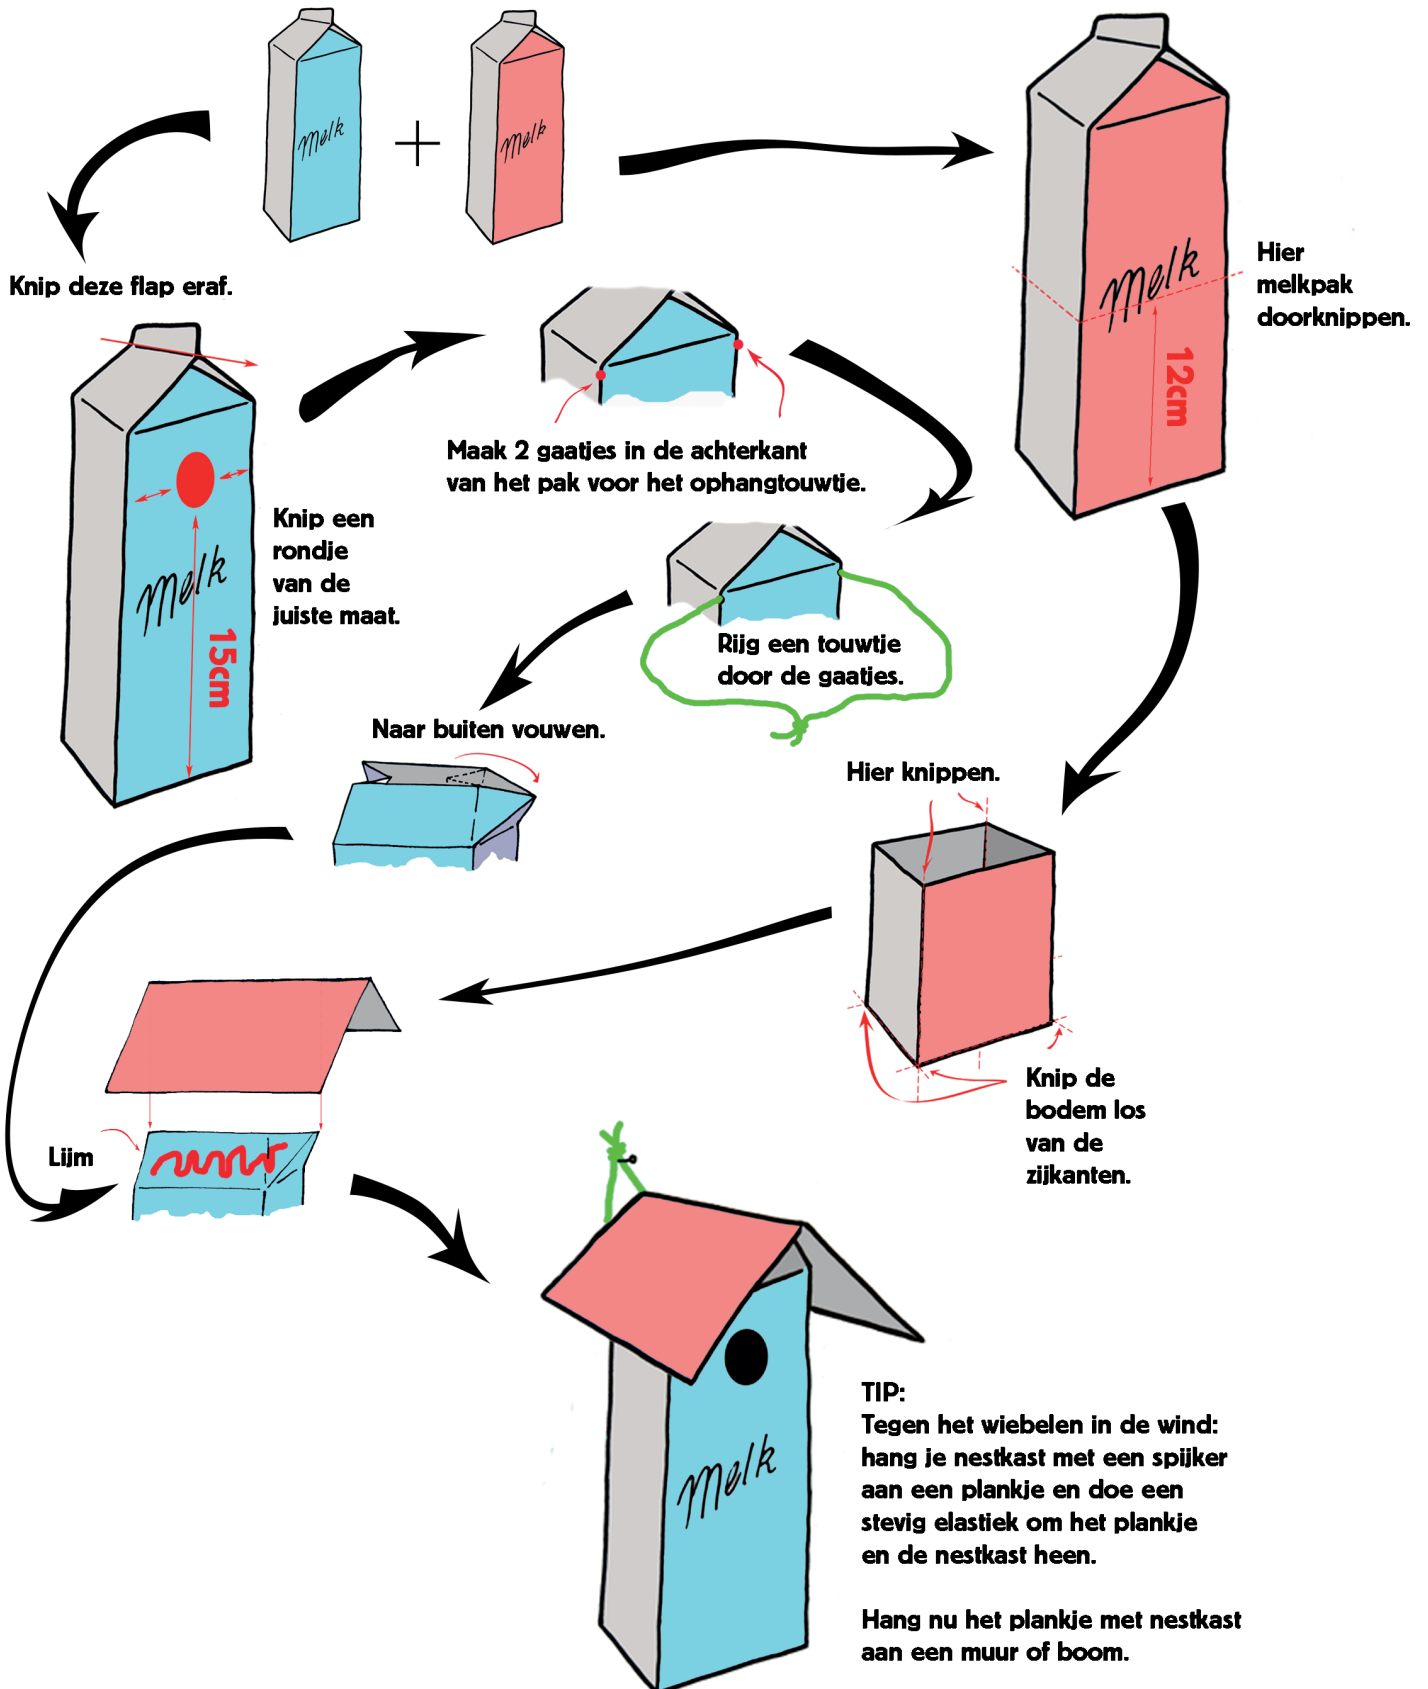 Melk
Melk
Melk
Hier
melkpak
doorknippen.
12cm
Knip deze flap eraf.
Maak 2 gaatjes in de achterkant
van het pak voor het ophangtouwtje.
Knip een
rondje
van de
juiste maat.
Melk
15cm
Rijg een touwtje
door de gaatjes.
Naar buiten vouwen.
Hier knippen.
Knip de
bodem los
van de
zijkanten.
Lijm
Melk
TIP:
Tegen het wiebelen in de wind:
hang je nestkast met een spijker
aan een plankje en doe een
stevig elastiek om het plankje
en de nestkast heen.
Hang nu het plankje met nestkast
aan een muur of boom.